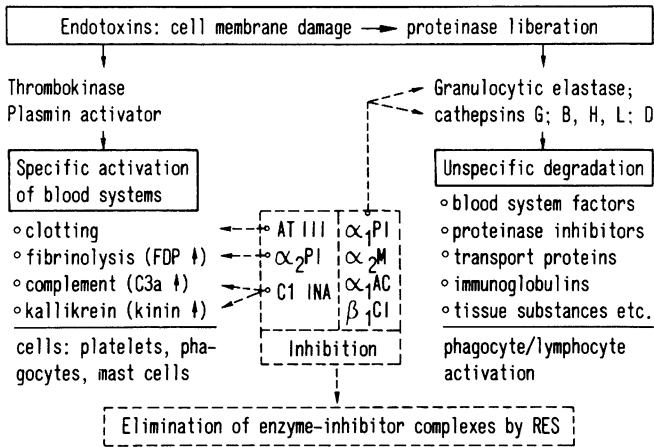 Endotoxins: cell membrane damage → proteinase liberation
Thrombokinase
Plasmin activator
Granulocytic elastase;
cathepsins G; B, H, L; D
Specific activation
of blood systems
Unspecific degradation
∘ clotting
∘ fibrinolysis (FDP ↑)
∘ complement (C3a ↑)
∘ kallikrein (kinin ↑)
cells: platelets, pha-
gocytes, mast cells
AT III
α2PI
C1 INA
α1PI
α2M
α1AC
β1CI
Inhibition
∘ blood system factors
∘ proteinase inhibitors
∘ transport proteins
∘ immunoglobulins
∘ tissue substances etc.
phagocyte/lymphocyte
activation
Elimination of enzyme-inhibitor complexes by RES